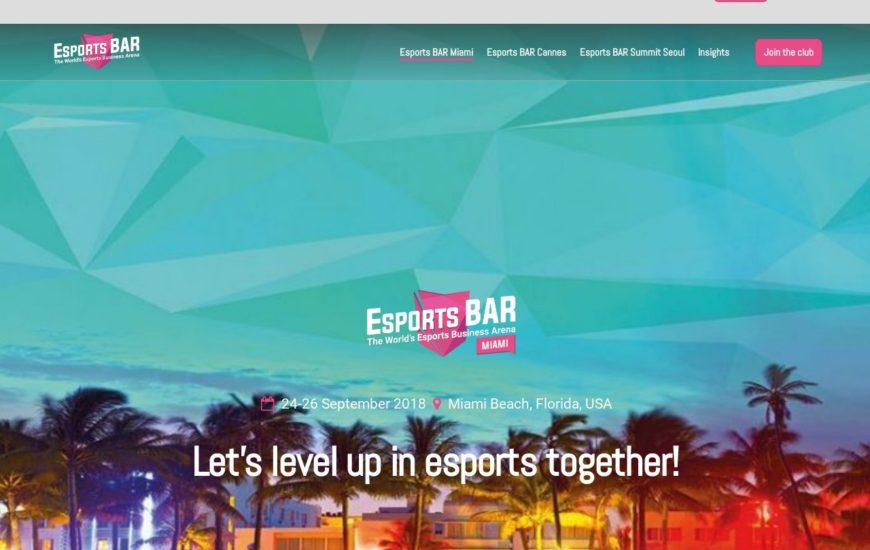 Esports BAR
The World's Esports Business Arena
Esports BAR Miami
Esports BAR Cannes
Esports BAR Summit Seoul
Insights
Join the club
Esports BAR
The World's Esports Business Arena
MIAMI
24-26 September 2018 Miami Beach, Florida, USA
Let's level up in esports together!